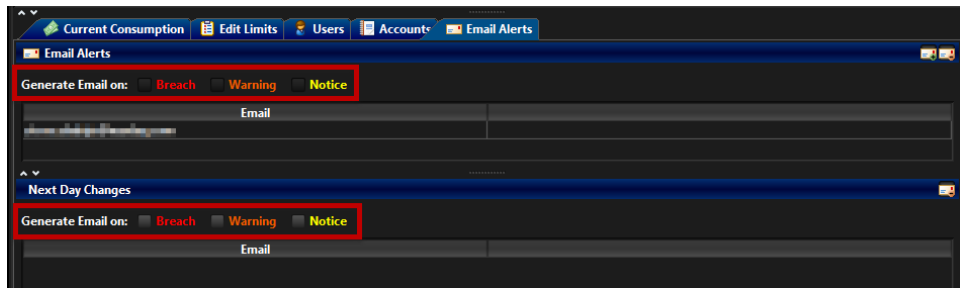 Current Consumption Edit Limits Users Accounts Email Alerts
Email Alerts
Generate Email on: Breach Warning Notice
Email
Next Day Changes
Generate Email on: Breach Warning Notice
Email